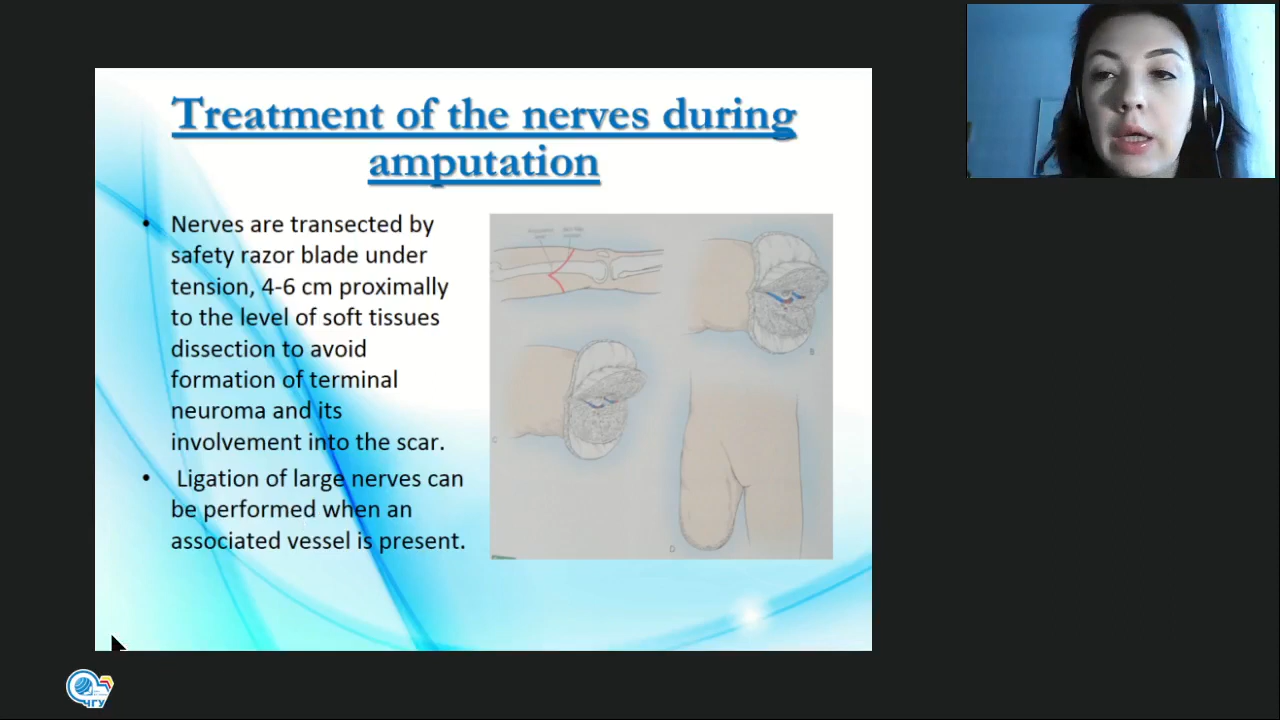 Treatment of the nerves during
amputation
• Nerves are transected by
safety razor blade under
tension, 4-6 cm proximally
to the level of soft tissues
dissection to avoid
formation of terminal
neuroma and its
involvement into the scar.
• Ligation of large nerves can
be performed when an
associated vessel is present.
B
C
D
ЧГУ